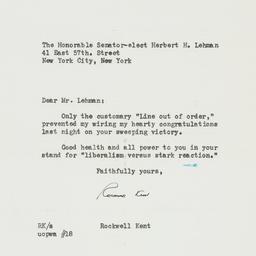 The Honorable Senator-elect Herbert H. Lehman
41 East 57th. Street
New York City, New York
Dear Mr. Lehman:
Only the customary "Line out of order,"
prevented my wiring my hearty congratulations
last night on your sweeping victory.
Good health and all power to you in your
stand for "liberalism versus stark reaction."
Faithfully yours,
Rockwell Kent
RK/s Rockwell Kent
uopwa #18